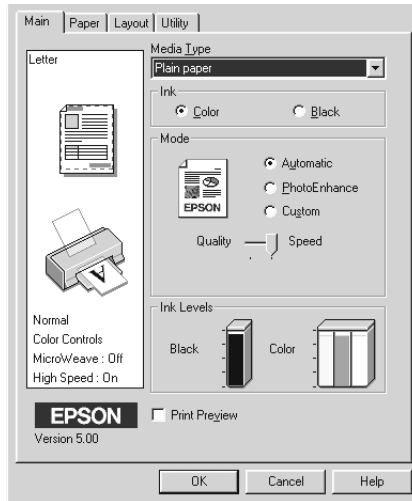 Main Paper Layout Utility
Letter
Media Type
Plain paper
Ink
Color Black
Mode
EPSON
Automatic
PhotoEnhance
Custom
Quality Speed
A
Normal
Color Controls
MicroWeave : Off
High Speed : On
Ink Levels
Black Color
EPSON
Version 5.00
Print Preview
OK Cancel Help